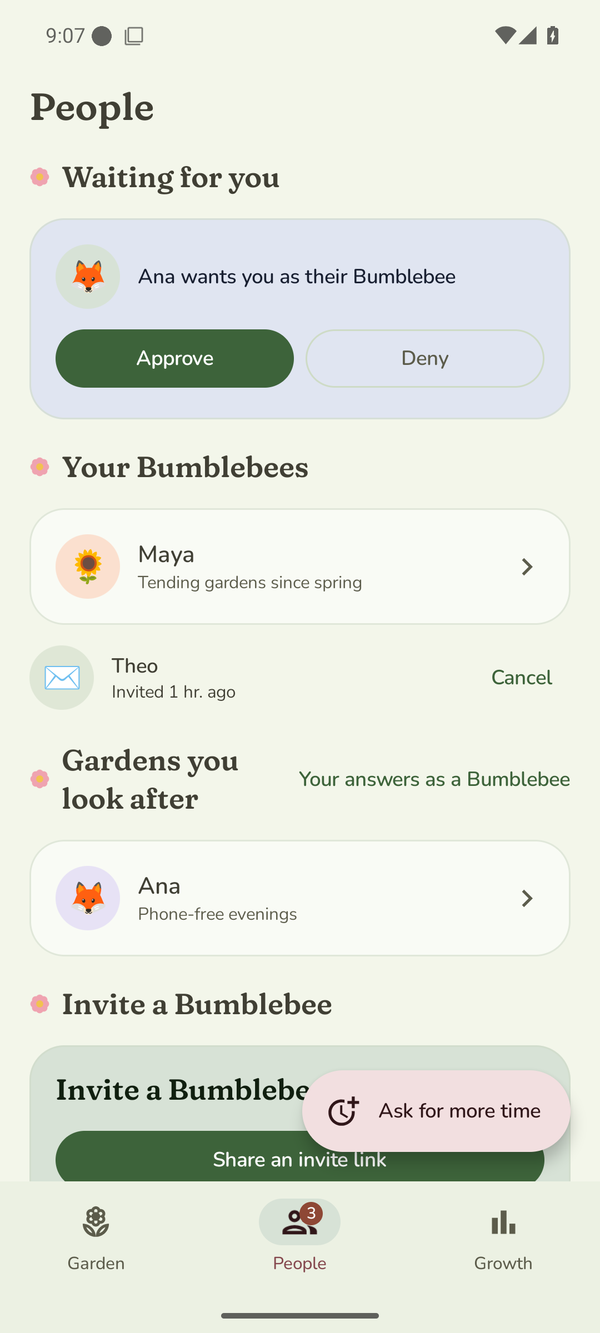 9:07
People
Waiting for you
Ana wants you as their Bumblebee
Approve
Deny
Your Bumblebees
Maya
Tending gardens since spring
Theo
Invited 1 hr. ago
Cancel
Gardens you
look after
Your answers as a Bumblebee
Ana
Phone-free evenings
Invite a Bumblebee
Invite a Bumblebe
Ask for more time
Share an invite link
3
Garden
People
Growth